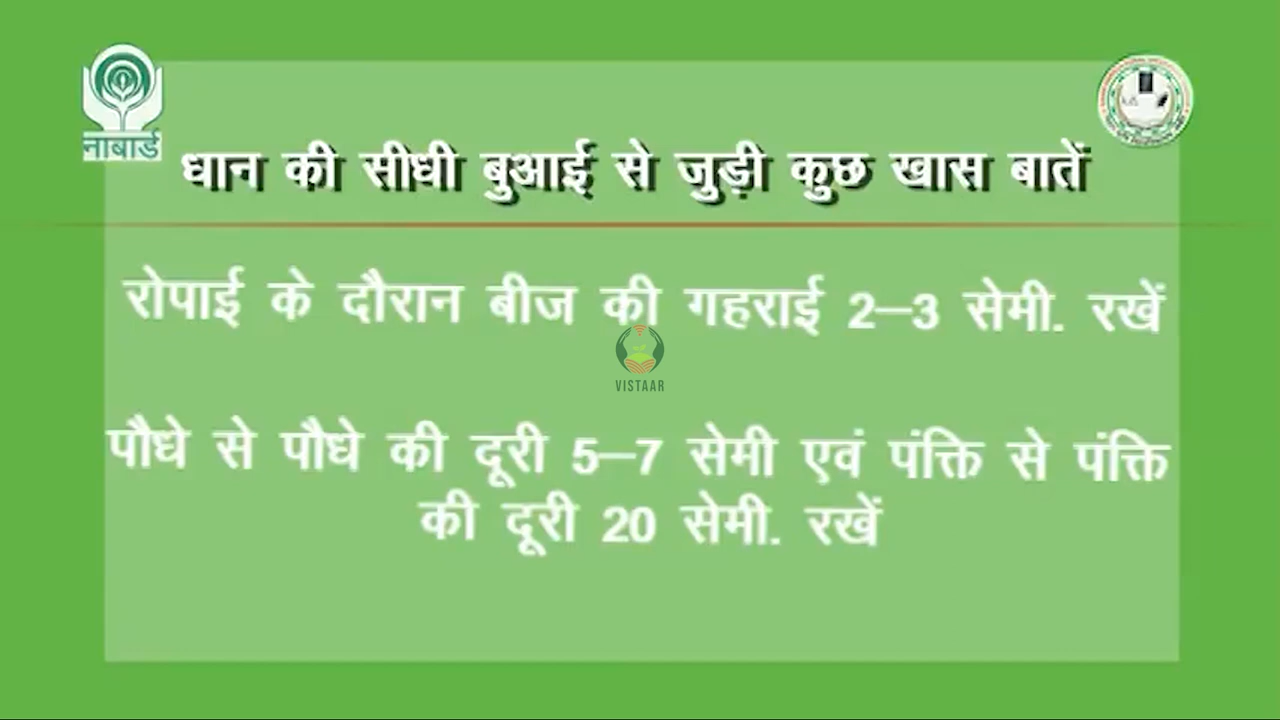 नाबार्ड
धान की सीधी बुआई से जुड़ी कुछ खास बातें
रोपाई के दौरान बीज की गहराई 2–3 सेमी. रखें
VISTAAR
पौधे से पौधे की दूरी 5–7 सेमी एवं पंक्ति से पंक्ति
की दूरी 20 सेमी. रखें